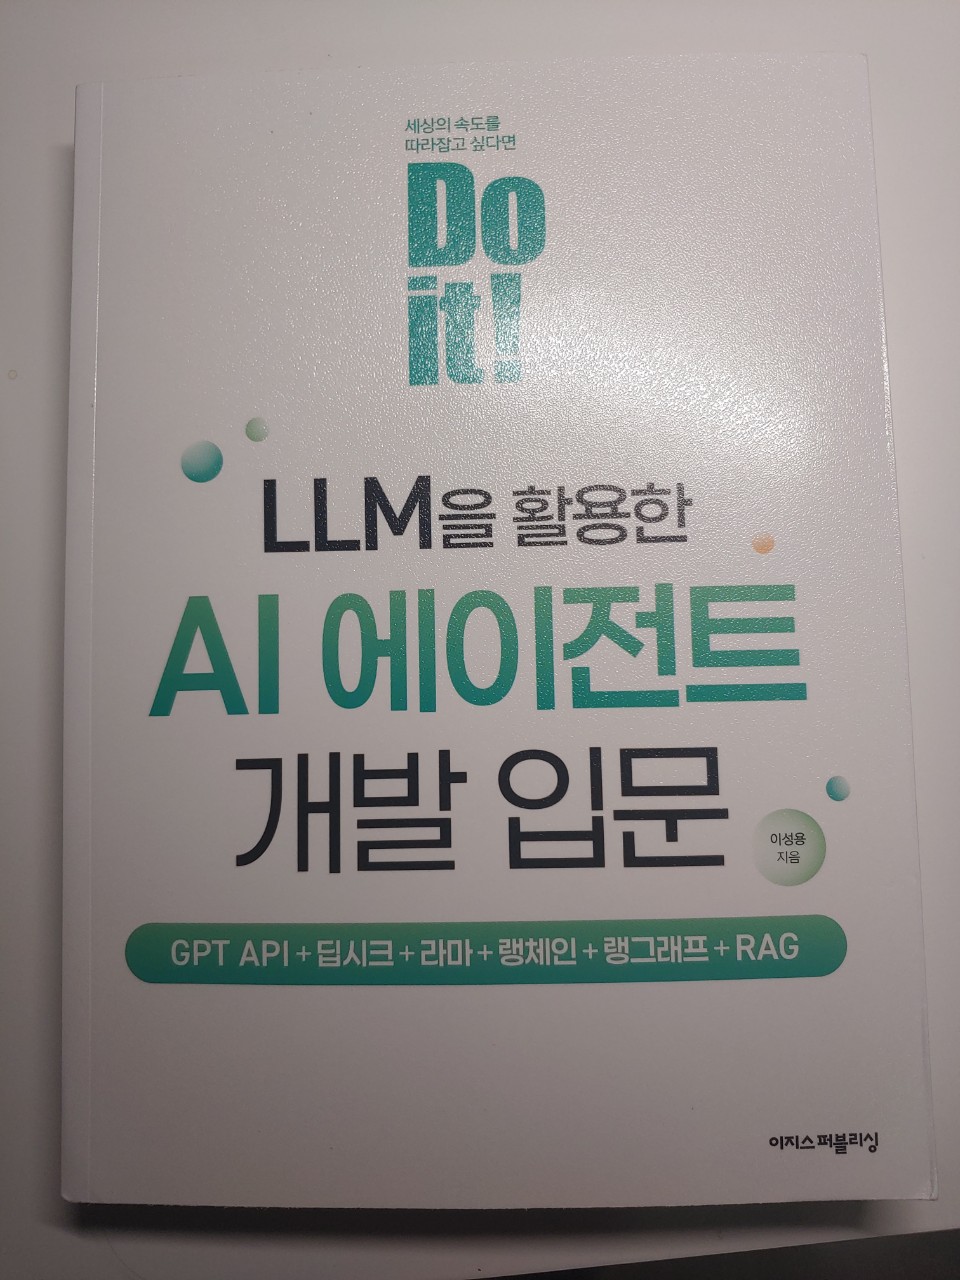 세상의 속도를
따라잡고 싶다면
Do
it!
LLM을 활용한
AI 에이전트
개발 입문
이성용
지음
GPT API + 딥시크 + 라마 + 랭체인 + 랭그래프 + RAG
이지스퍼블리싱